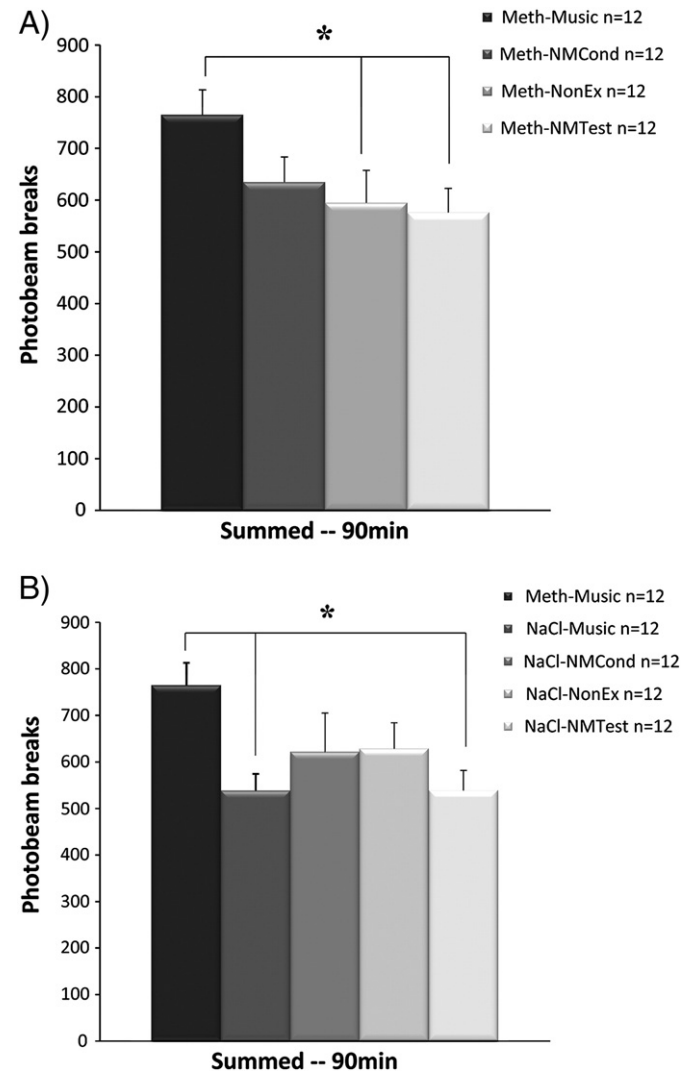 A)
Meth-Music n=12
Meth-NMCond n=12
Meth-NonEx n=12
Meth-NMTest n=12
*
900
800
700
600
500
400
300
200
100
0
Photobeam breaks
Summed -- 90min
B)
Meth-Music n=12
NaCl-Music n=12
NaCl-NMCond n=12
NaCl-NonEx n=12
NaCl-NMTest n=12
*
900
800
700
600
500
400
300
200
100
0
Photobeam breaks
Summed -- 90min